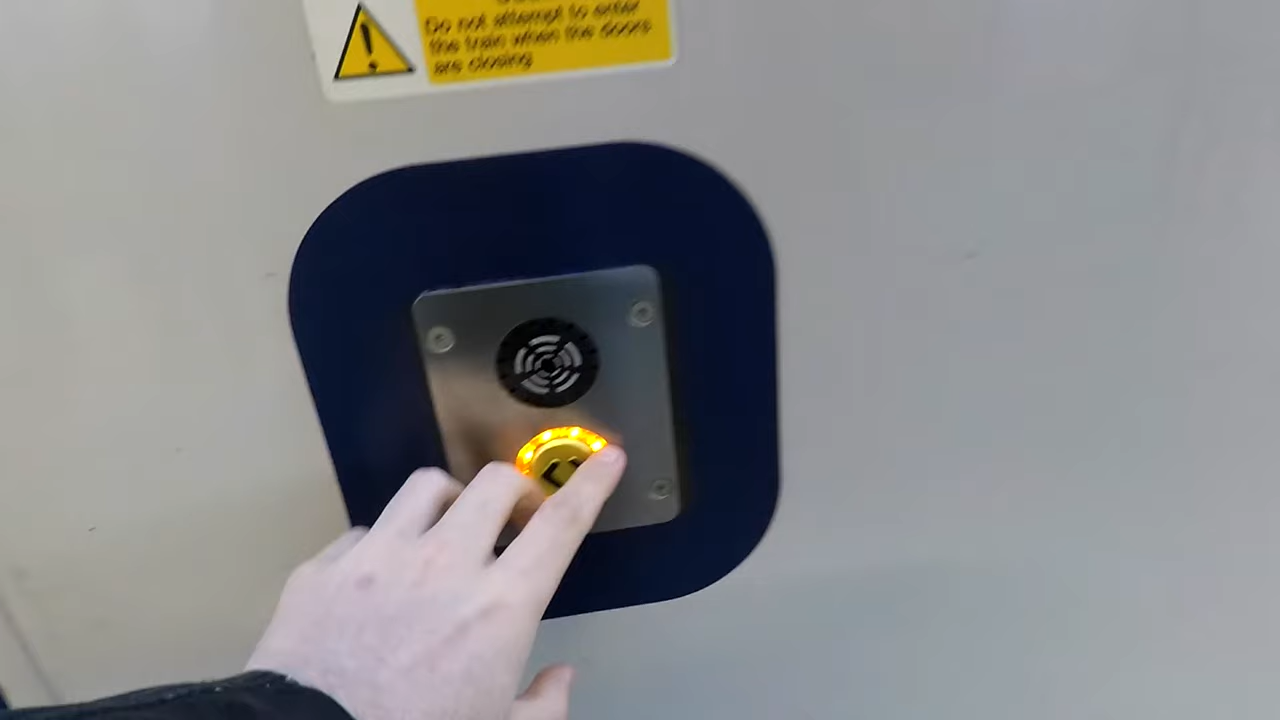 Do not attempt to enter
the train when the doors
are closing